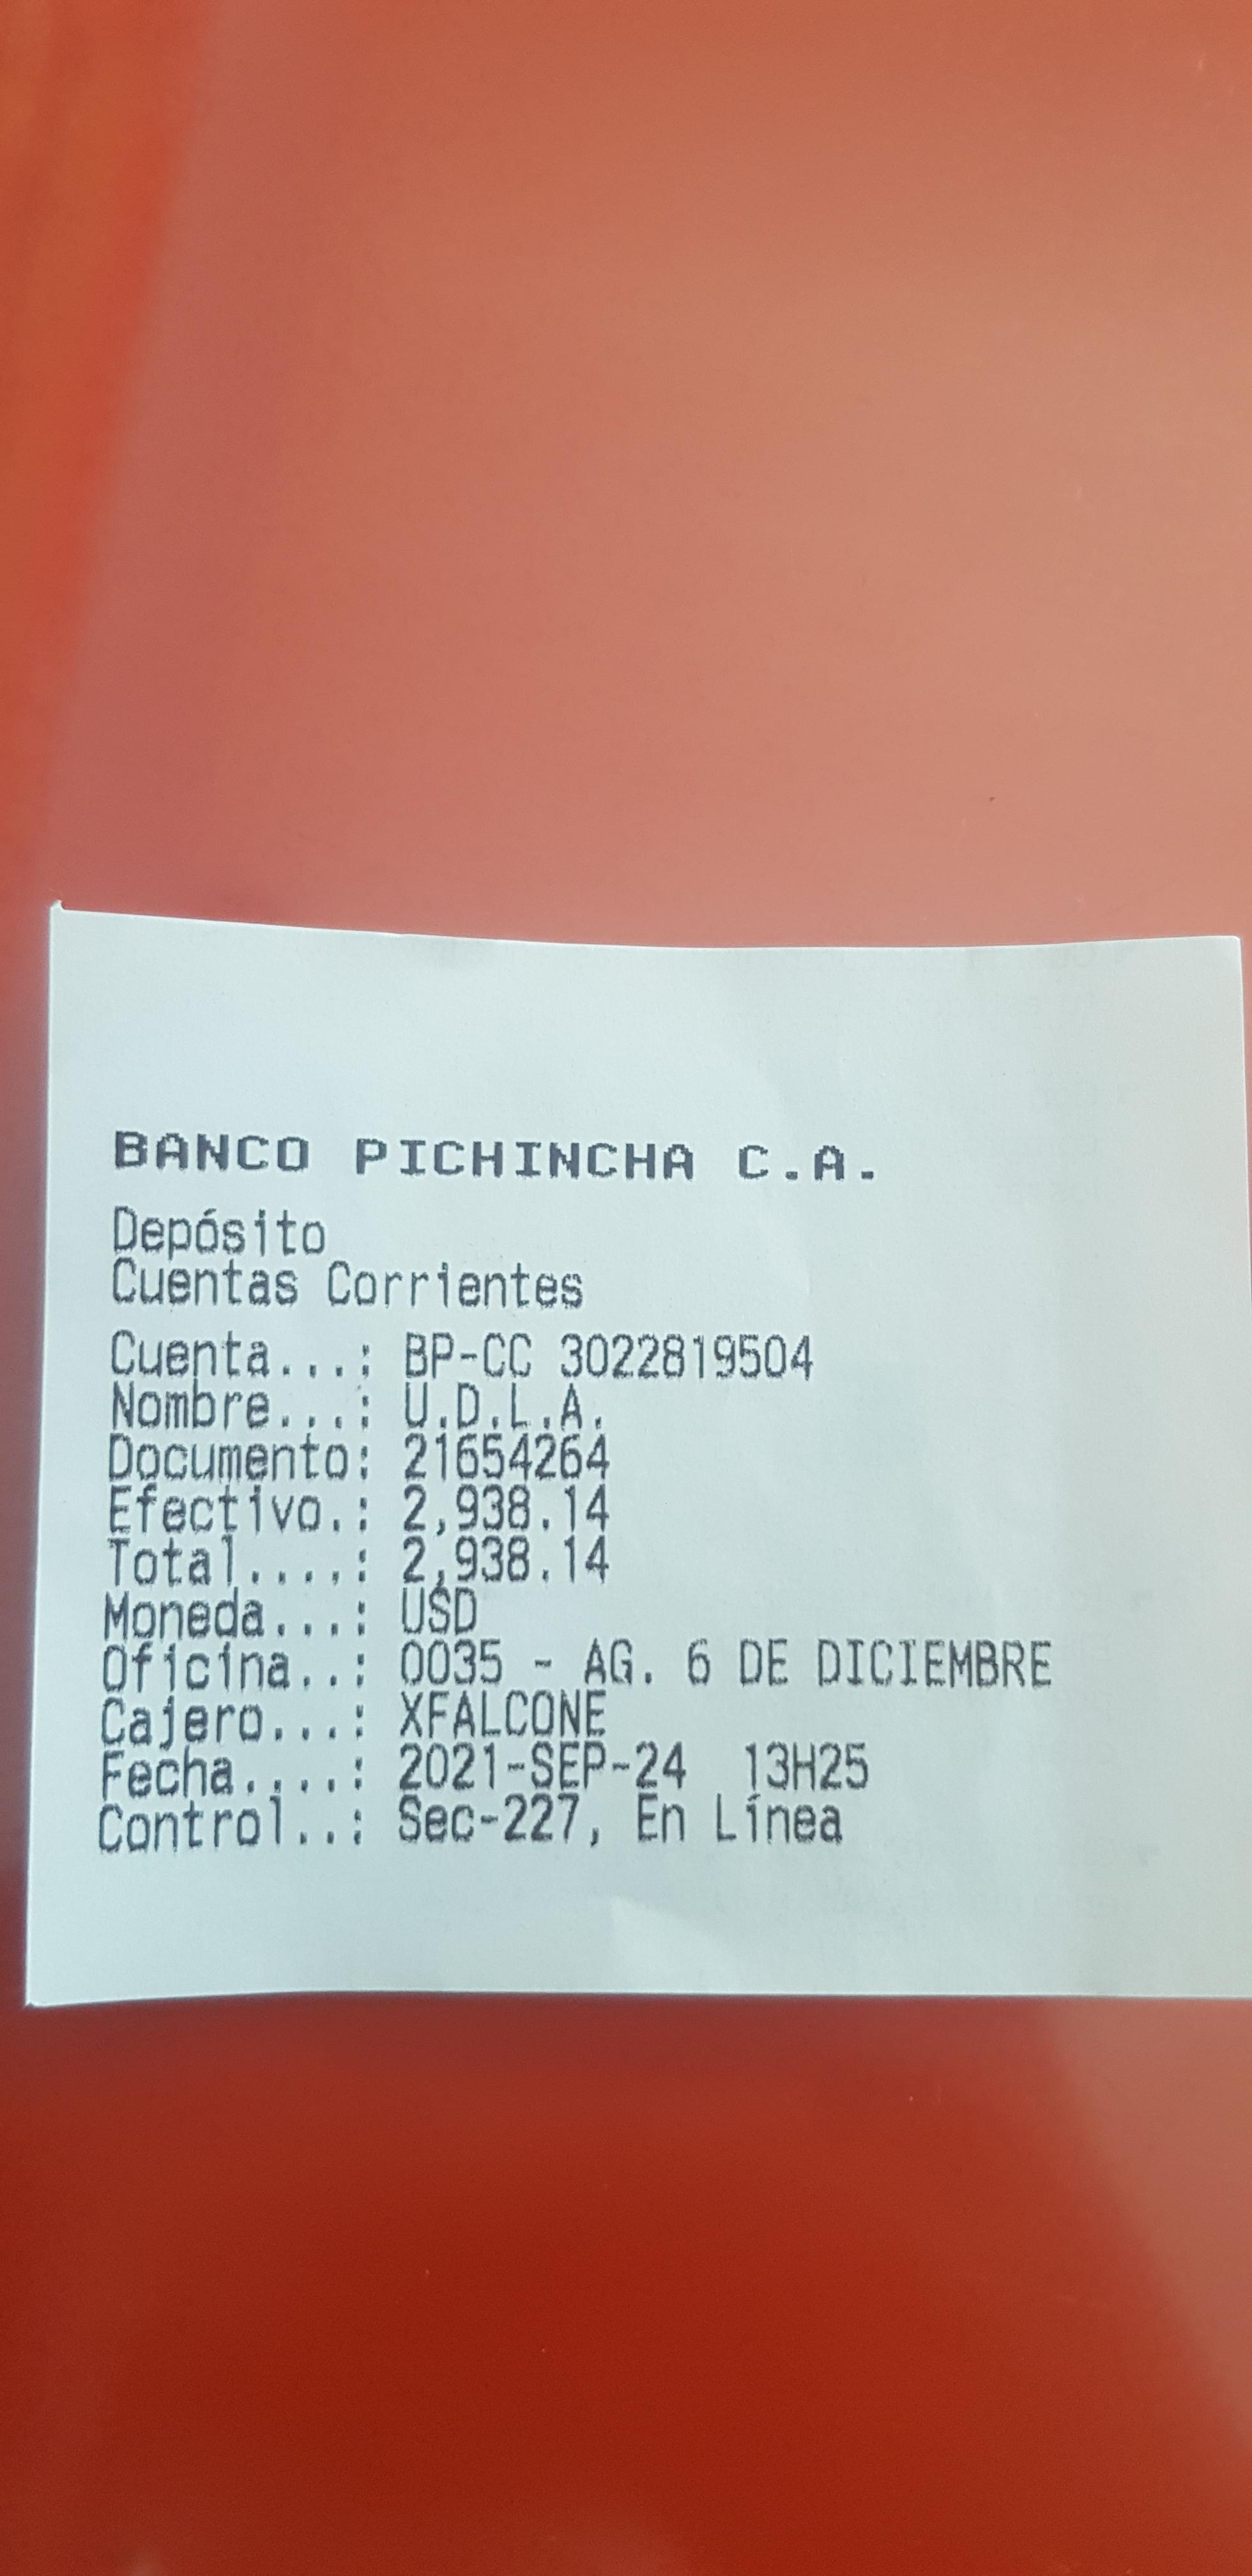 BANCO PICHINCHA C.A.
Depósito
Cuentas Corrientes
Cuenta...: BP-CC 3022819504
Nombre...: U.D.L.A.
Documento: 21654264
Efectivo.: 2,938.14
Total....: 2,938.14
Moneda...: USD
Oficina..: 0035 - AG. 6 DE DICIEMBRE
Cajero...: XFALCONE
Fecha....: 2021-SEP-24  13H25
Control..: Sec-227, En Línea